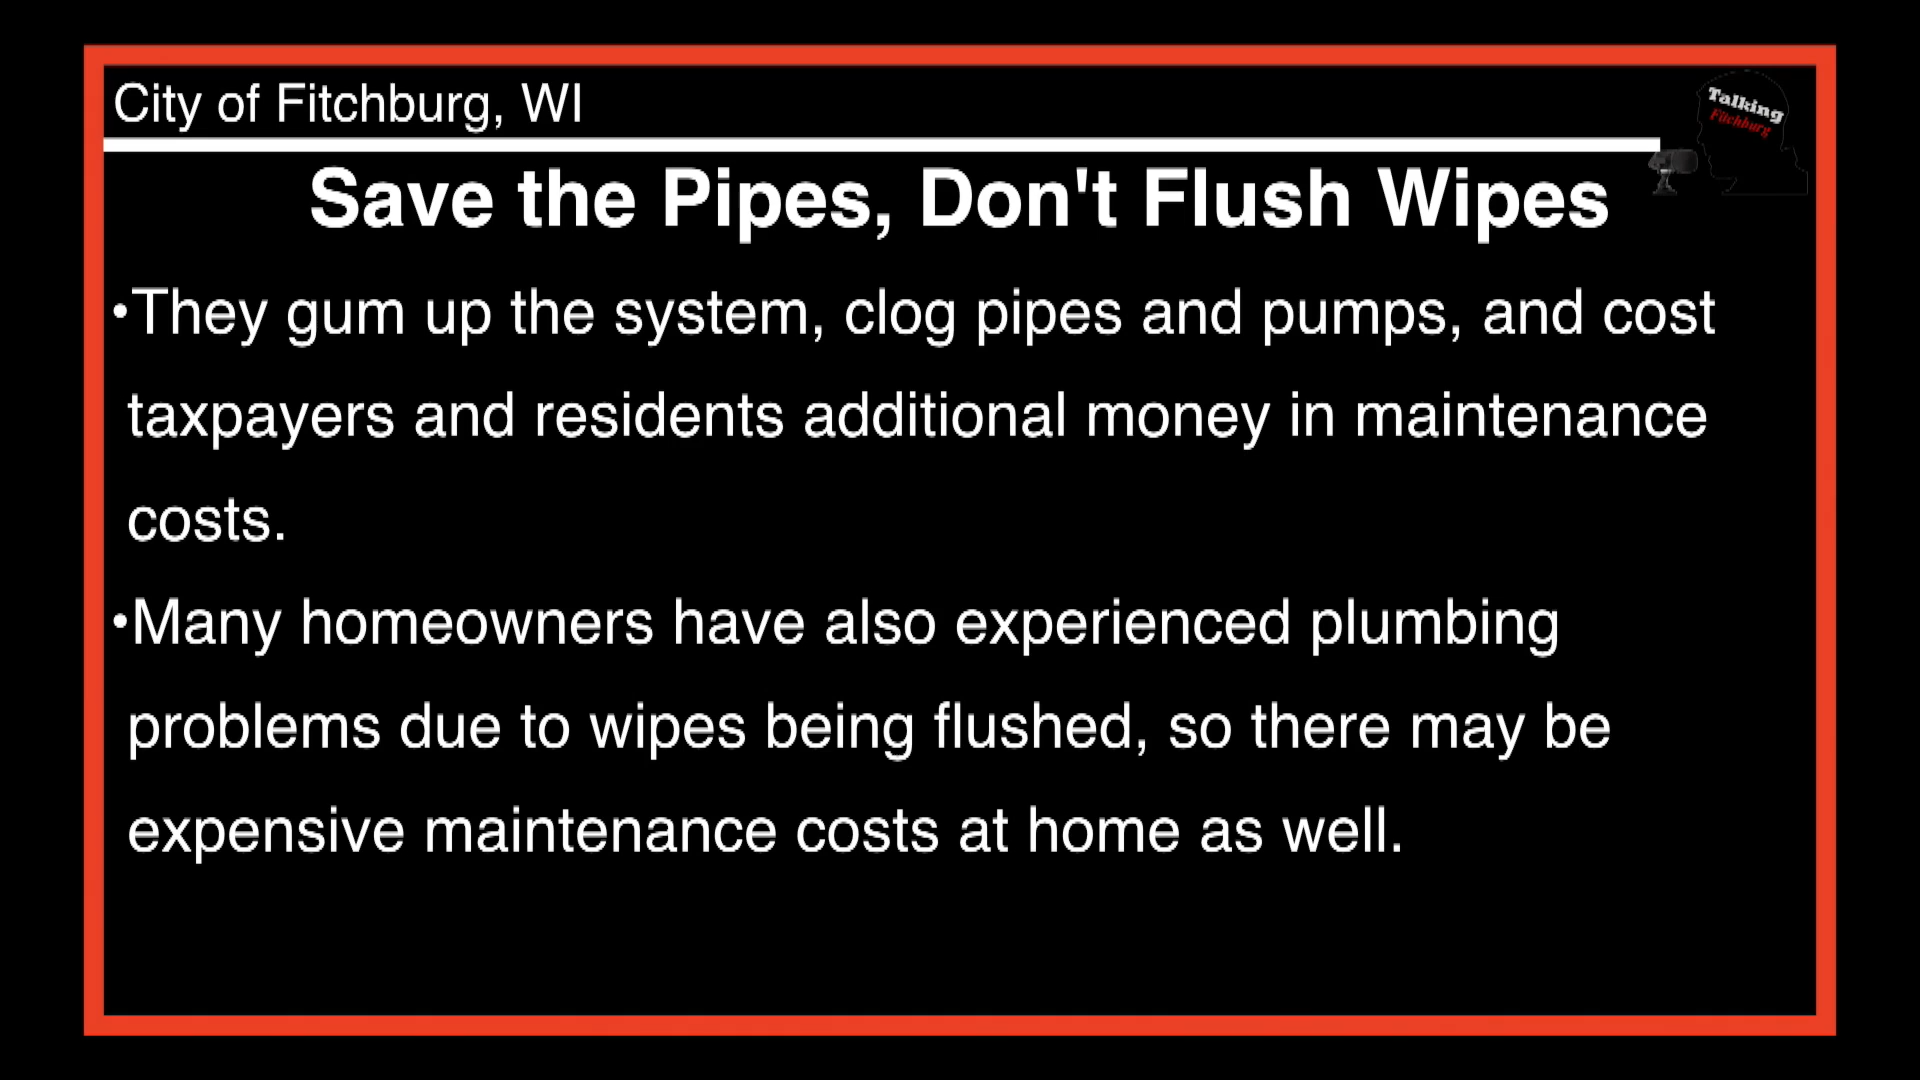 City of Fitchburg, WI
Talking
Fitchburg
Save the Pipes, Don't Flush Wipes
•They gum up the system, clog pipes and pumps, and cost
taxpayers and residents additional money in maintenance
costs.
•Many homeowners have also experienced plumbing
problems due to wipes being flushed, so there may be
expensive maintenance costs at home as well.